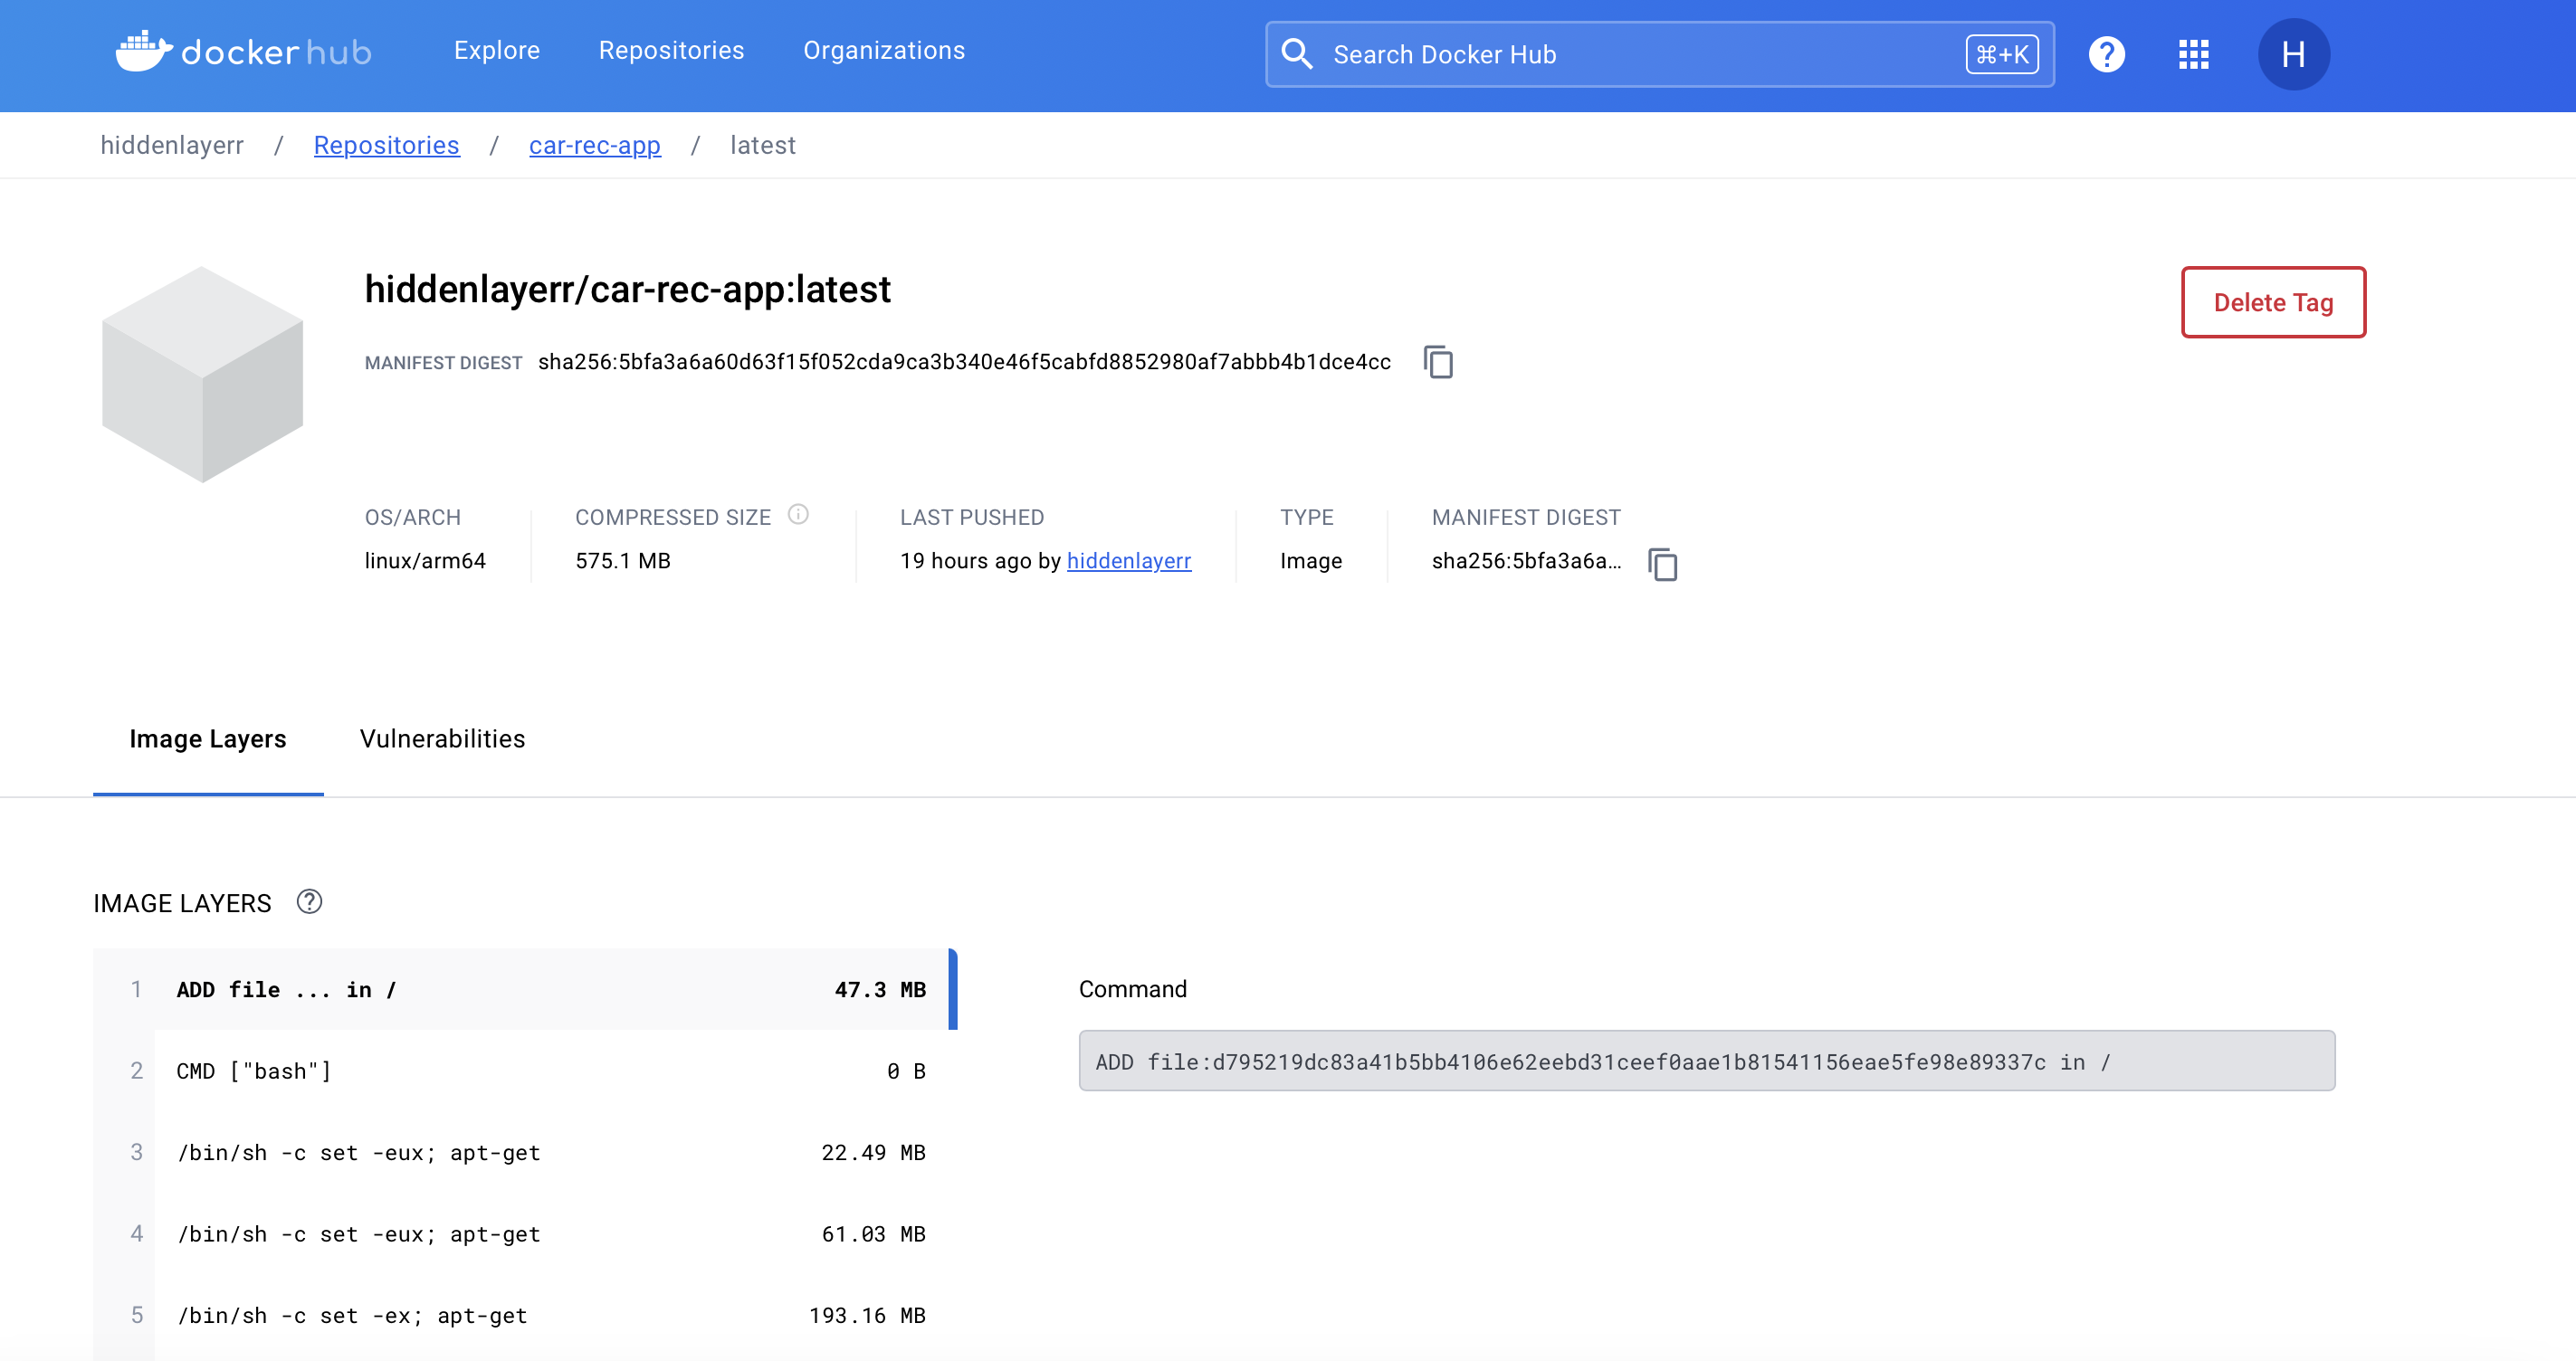 dockerhub Explore Repositories Organizations Search Docker Hub ⌘+K ? H
hiddenlayerr / Repositories / car-rec-app / latest
hiddenlayerr/car-rec-app:latest
Delete Tag
MANIFEST DIGEST sha256:5bfa3a6a60d63f15f052cda9ca3b340e46f5cabfd8852980af7abbb4b1dce4cc
OS/ARCH COMPRESSED SIZE LAST PUSHED TYPE MANIFEST DIGEST
linux/arm64 575.1 MB 19 hours ago by hiddenlayerr Image sha256:5bfa3a6a...
Image Layers Vulnerabilities
IMAGE LAYERS ?
1 ADD file ... in / 47.3 MB
Command
ADD file:d795219dc83a41b5bb4106e62eebd31ceef0aae1b81541156eae5fe98e89337c in /
2 CMD ["bash"] 0 B
3 /bin/sh -c set -eux; apt-get 22.49 MB
4 /bin/sh -c set -eux; apt-get 61.03 MB
5 /bin/sh -c set -ex; apt-get 193.16 MB